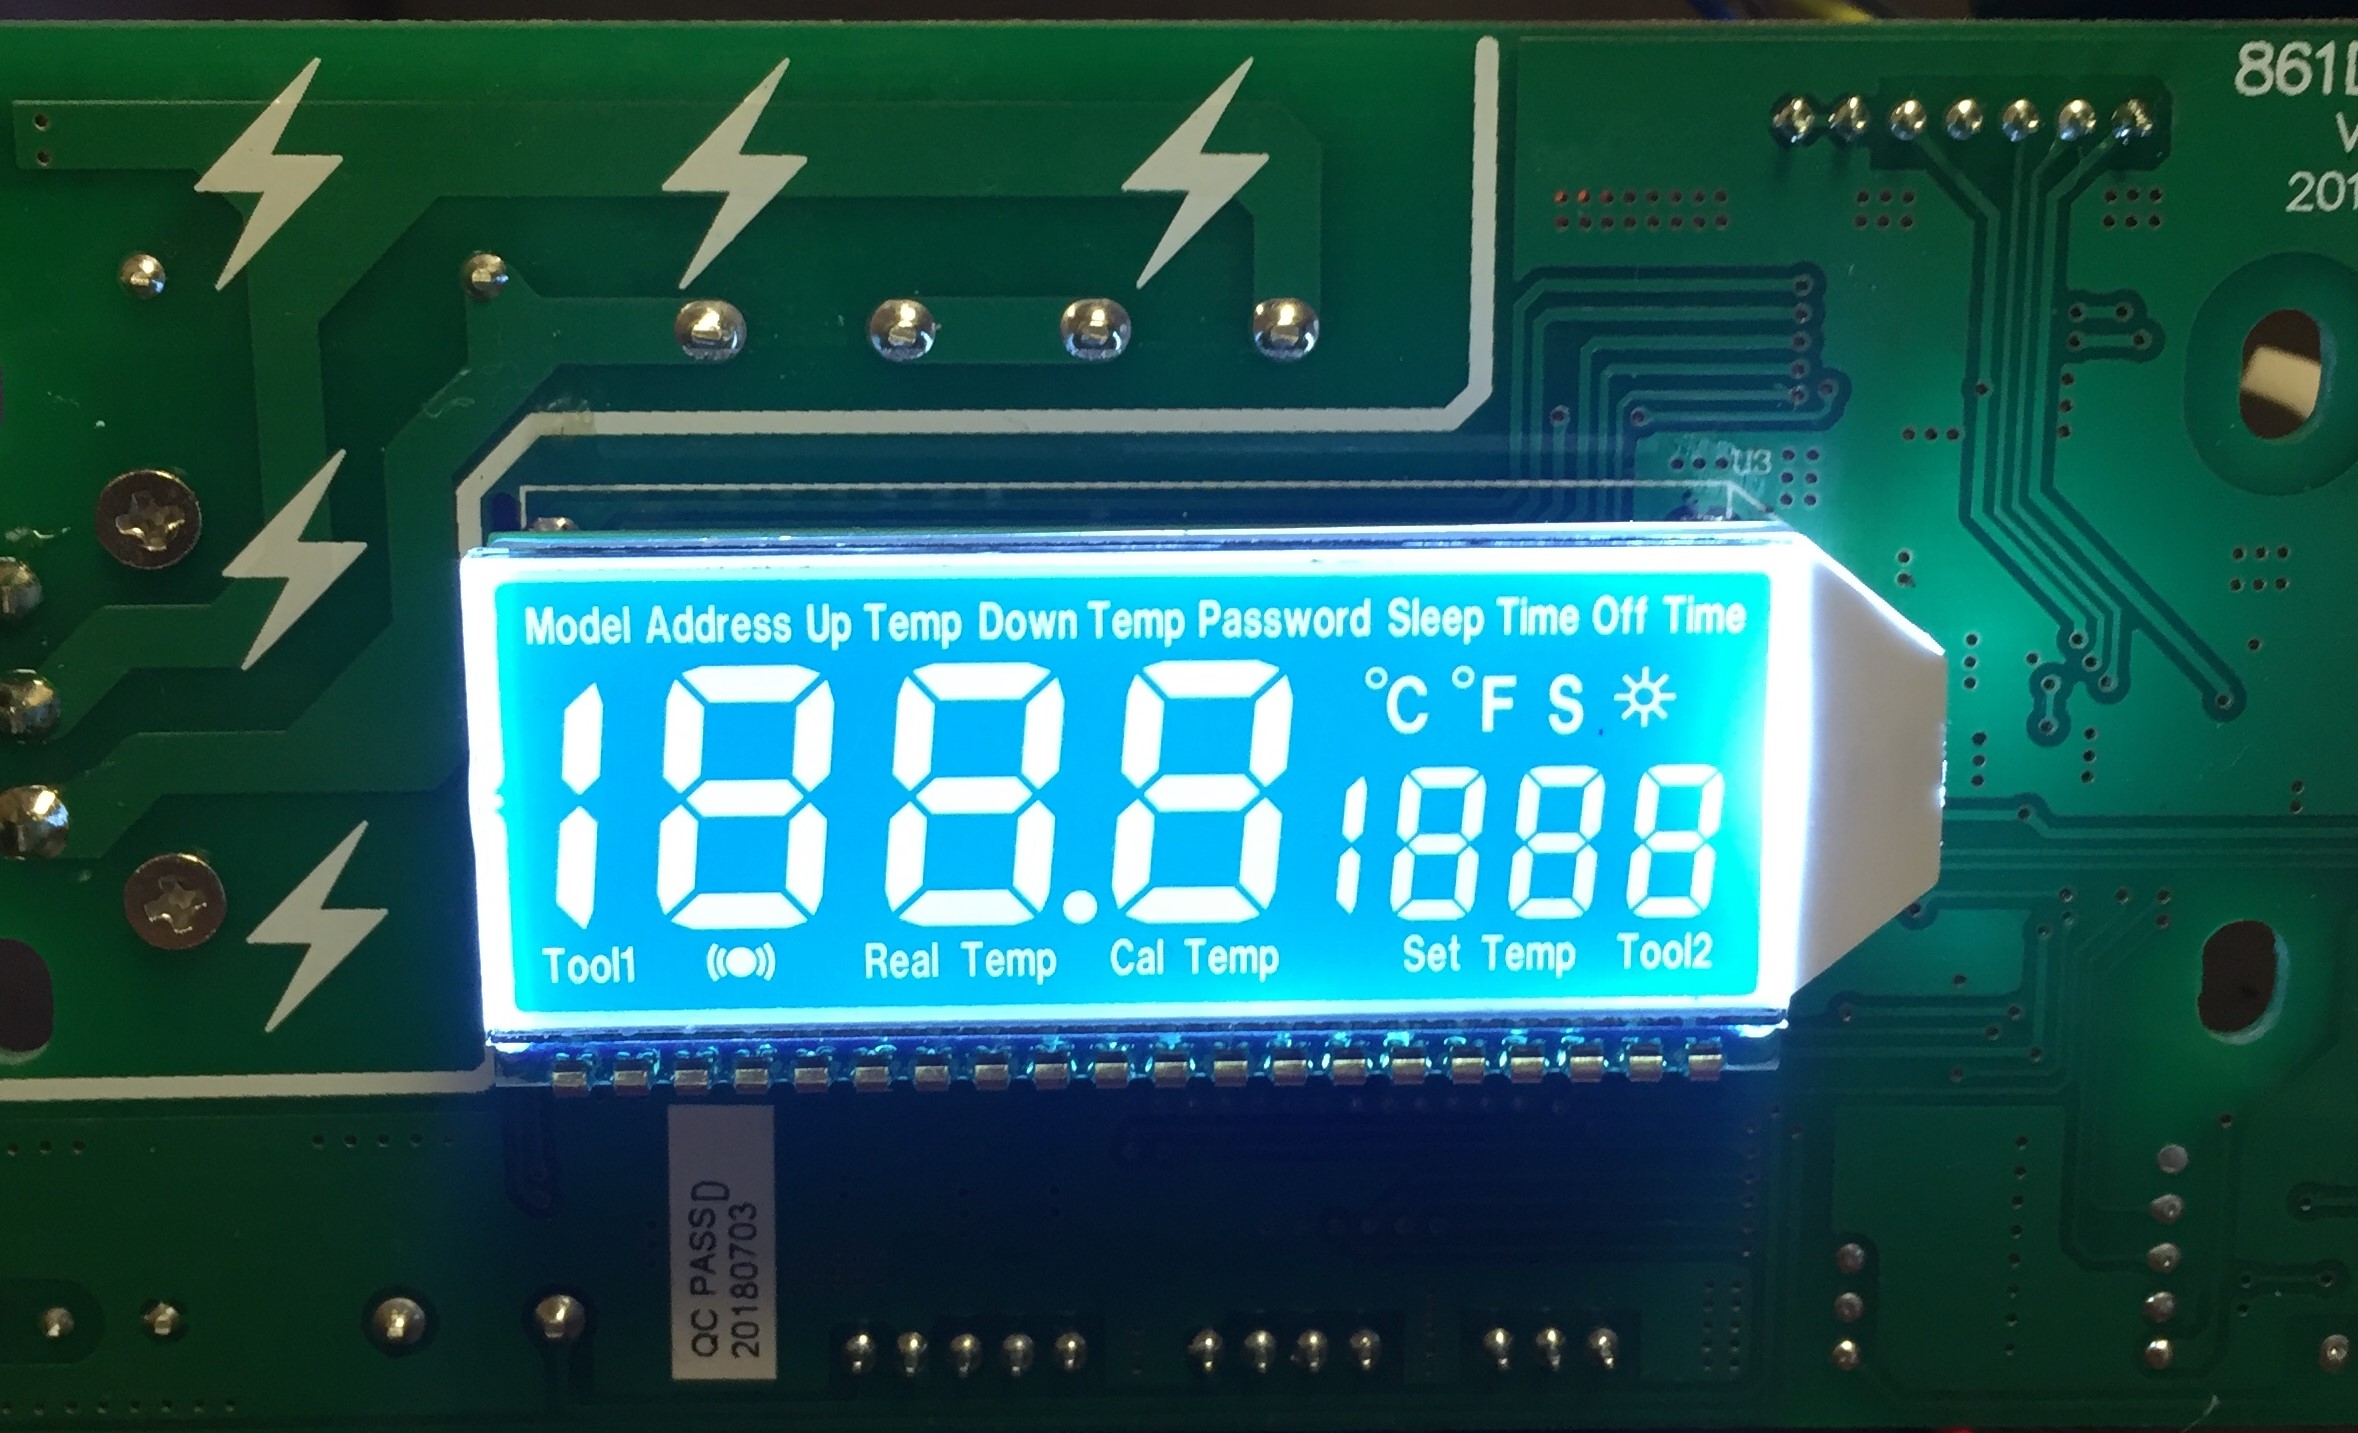 861D
V
201
U3
Model Address Up Temp Down Temp Password Sleep Time Off Time
188.8
°C °F S
1888
Tool1 Real Temp Cal Temp Set Temp Tool2
QC PASSD
20180703